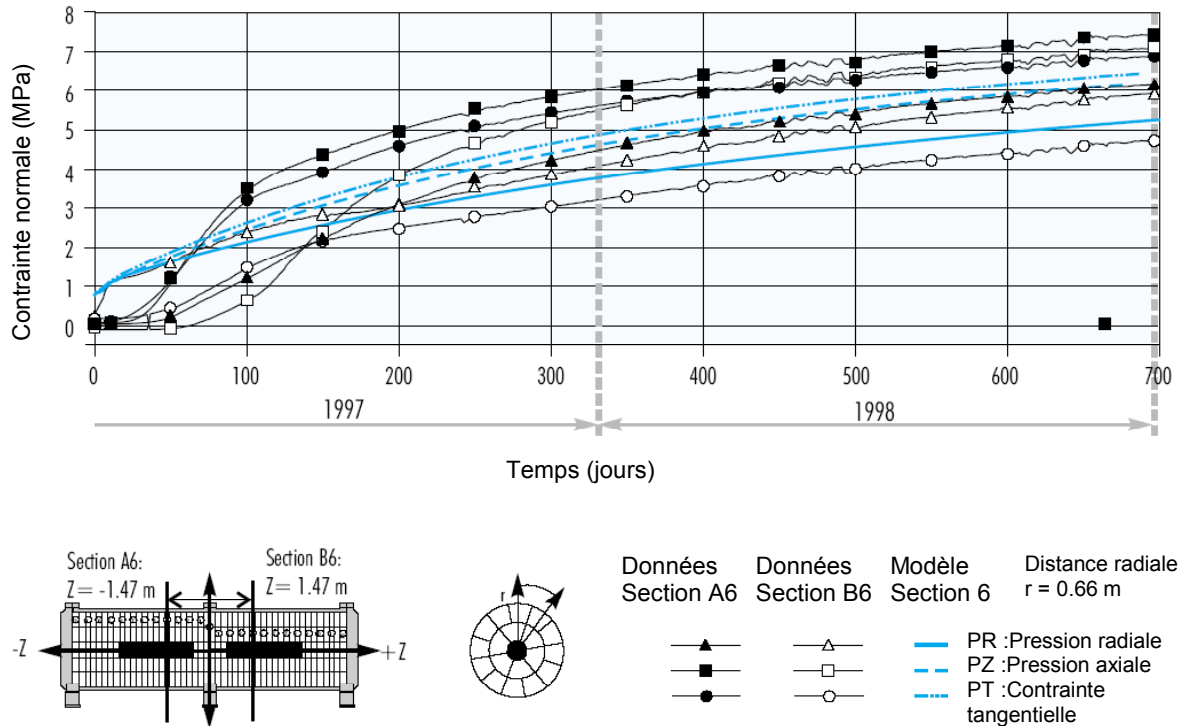 8
7
6
5
4
3
2
1
0
Contrainte normale (MPa)
0 100 200 300 400 500 600 700
1997 1998
Temps (jours)
Section A6:
Z = -1.47 m
Section B6:
Z = 1.47 m
-Z +Z
r
Données
Section A6
Données
Section B6
Modèle
Section 6
Distance radiale
r = 0.66 m
PR :Pression radiale
PZ :Pression axiale
PT :Contrainte
tangentielle